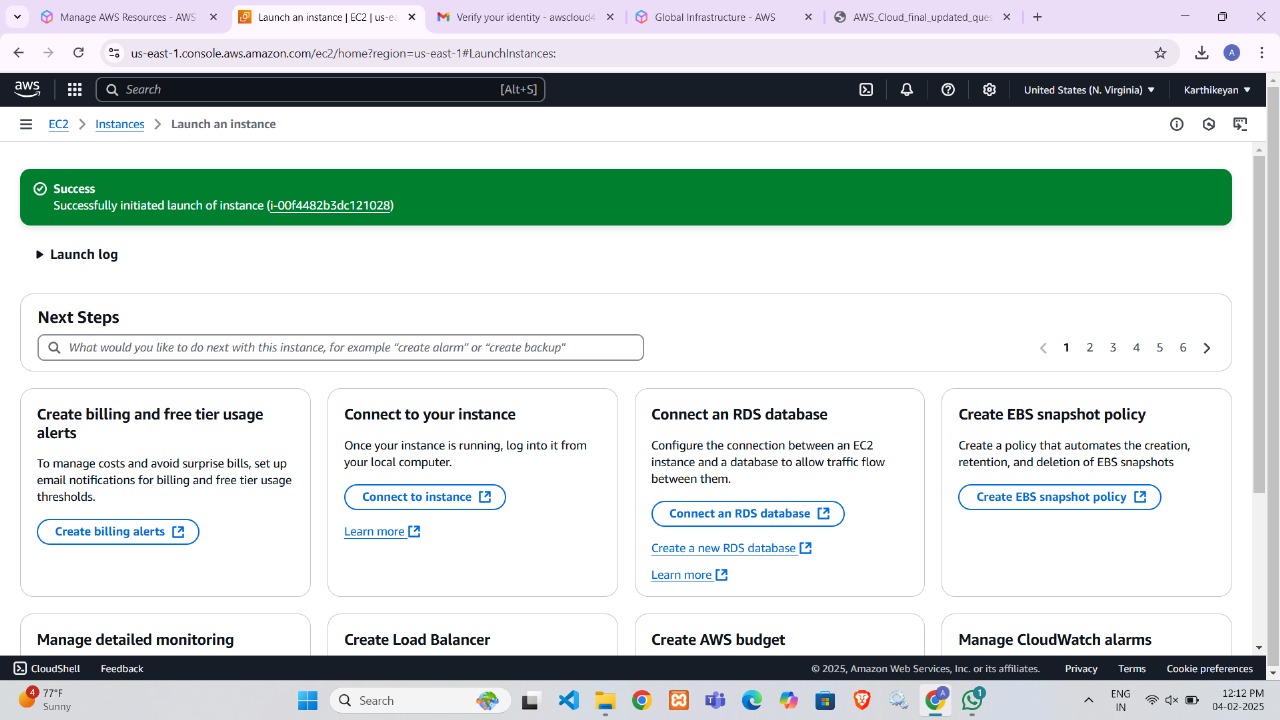 Manage AWS Resources - AWS
Launch an instance | EC2 | us-ea
Verify your identity - awscloud4
Global Infrastructure - AWS
AWS_Cloud_final_updated_que
us-east-1.console.aws.amazon.com/ec2/home?region=us-east-1#LaunchInstances:
A
aws
Search
[Alt+S]
United States (N. Virginia)
Karthikeyan
EC2
Instances
Launch an instance
Success
Successfully initiated launch of instance (i-00f4482b3dc121028)
Launch log
Next Steps
What would you like to do next with this instance, for example "create alarm" or "create backup"
1 2 3 4 5 6
Create billing and free tier usage
alerts
To manage costs and avoid surprise bills, set up
email notifications for billing and free tier usage
thresholds.
Create billing alerts
Connect to your instance
Once your instance is running, log into it from
your local computer.
Connect to instance
Learn more
Connect an RDS database
Configure the connection between an EC2
instance and a database to allow traffic flow
between them.
Connect an RDS database
Create a new RDS database
Learn more
Create EBS snapshot policy
Create a policy that automates the creation,
retention, and deletion of EBS snapshots
Create EBS snapshot policy
Manage detailed monitoring
Create Load Balancer
Create AWS budget
Manage CloudWatch alarms
CloudShell
Feedback
© 2025, Amazon Web Services, Inc. or its affiliates.
Privacy
Terms
Cookie preferences
4
77°F
Sunny
Search
A
1
ENG
IN
12:12 PM
04-02-2025